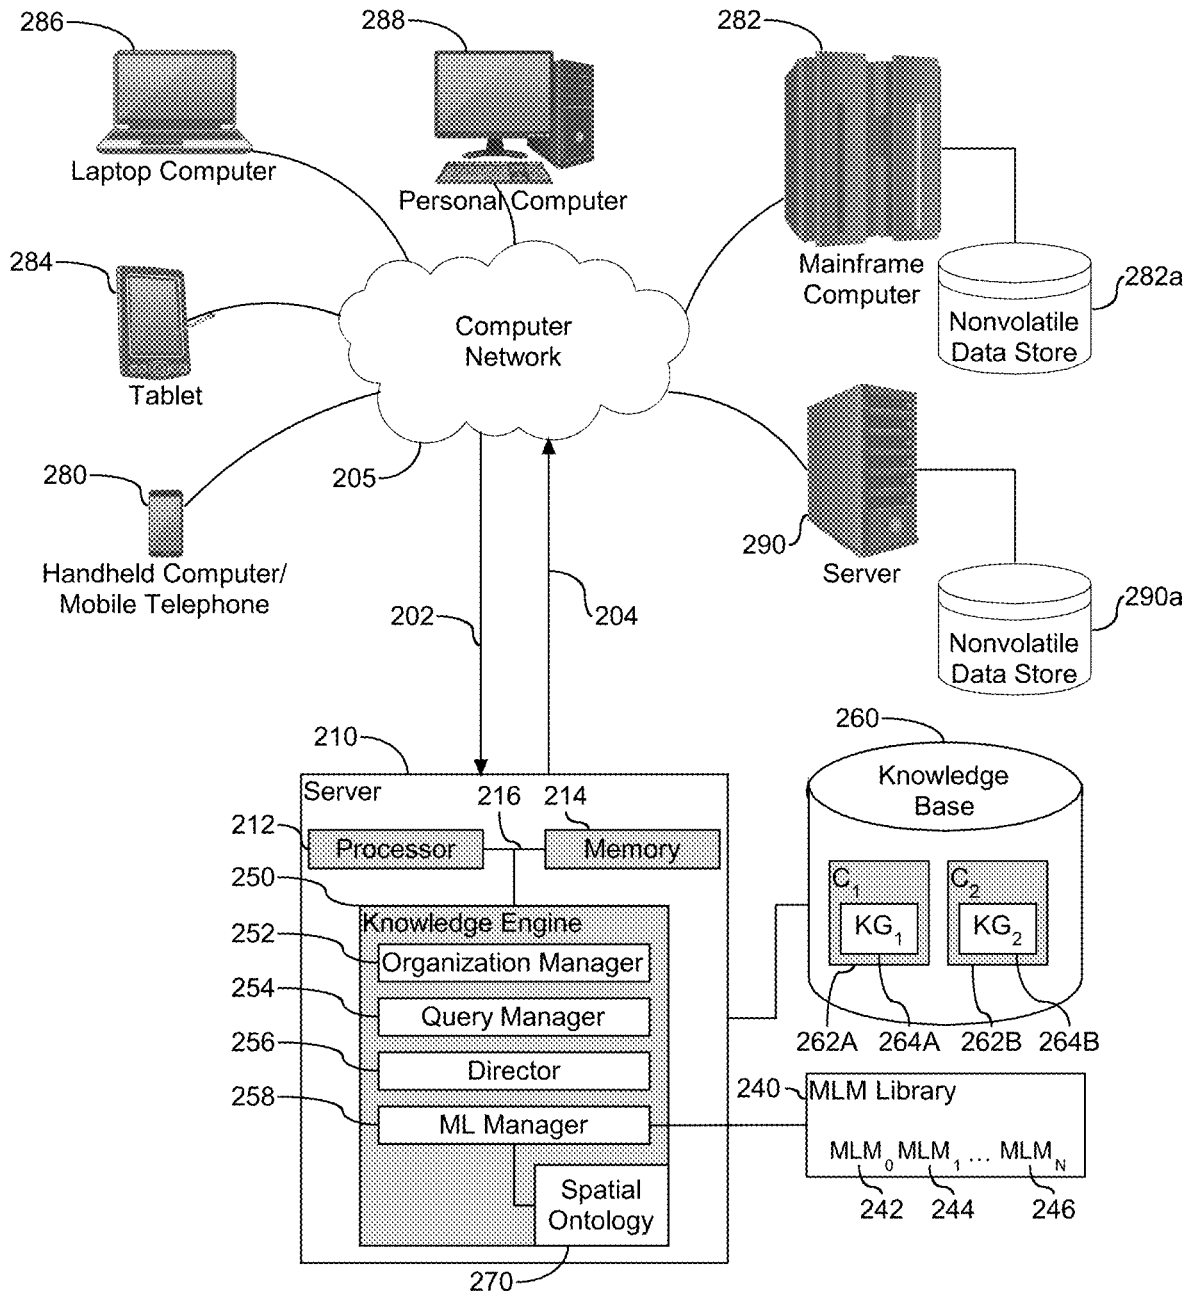 286
288
282
Laptop Computer
Personal Computer
284
Mainframe
Computer
282a
Nonvolatile
Data Store
Computer
Network
Tablet
280
205
290
Server
Handheld Computer/
Mobile Telephone
290a
Nonvolatile
Data Store
202
204
210
260
Server
216
214
Knowledge
Base
212
Processor
Memory
250
Knowledge Engine
C1
KG1
C2
KG2
252
Organization Manager
254
Query Manager
262A
264A
262B
264B
256
Director
240
MLM Library
258
ML Manager
MLM0 MLM1 ... MLMN
242
244
246
Spatial
Ontology
270